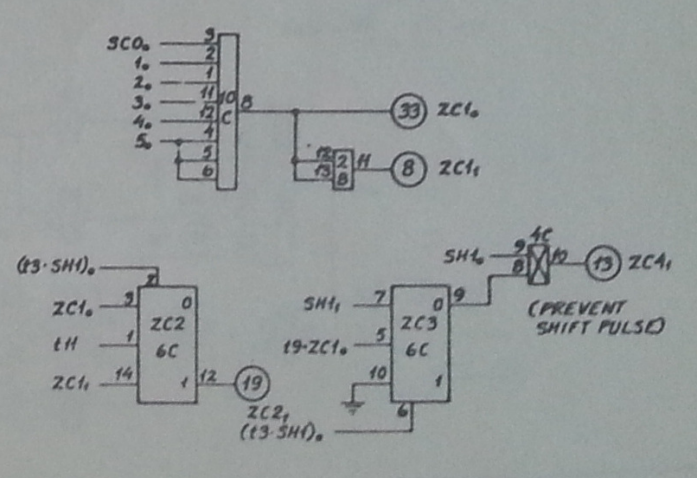 SC0₀ 3
1₀ 2
2₀ 1
3₀ 11 10 8 33 ZC1₀
4₀ 12 C
5₀ 4
5
6
12 2 11 8 ZC1₁
13 8
(t3·SH1)₀ 2
ZC1₀ 3 0
ZC2
tH 1 6C
ZC1₁ 14 1 12 19
ZC2₁
SH1₁ 7 0 9
ZC3
t9·ZC1₀ 5 6C
10 1
6
(t3·SH1)₀
4C
SH1₀ 9 10 13 ZC4₁
8
(PREVENT
SHIFT PULSE)